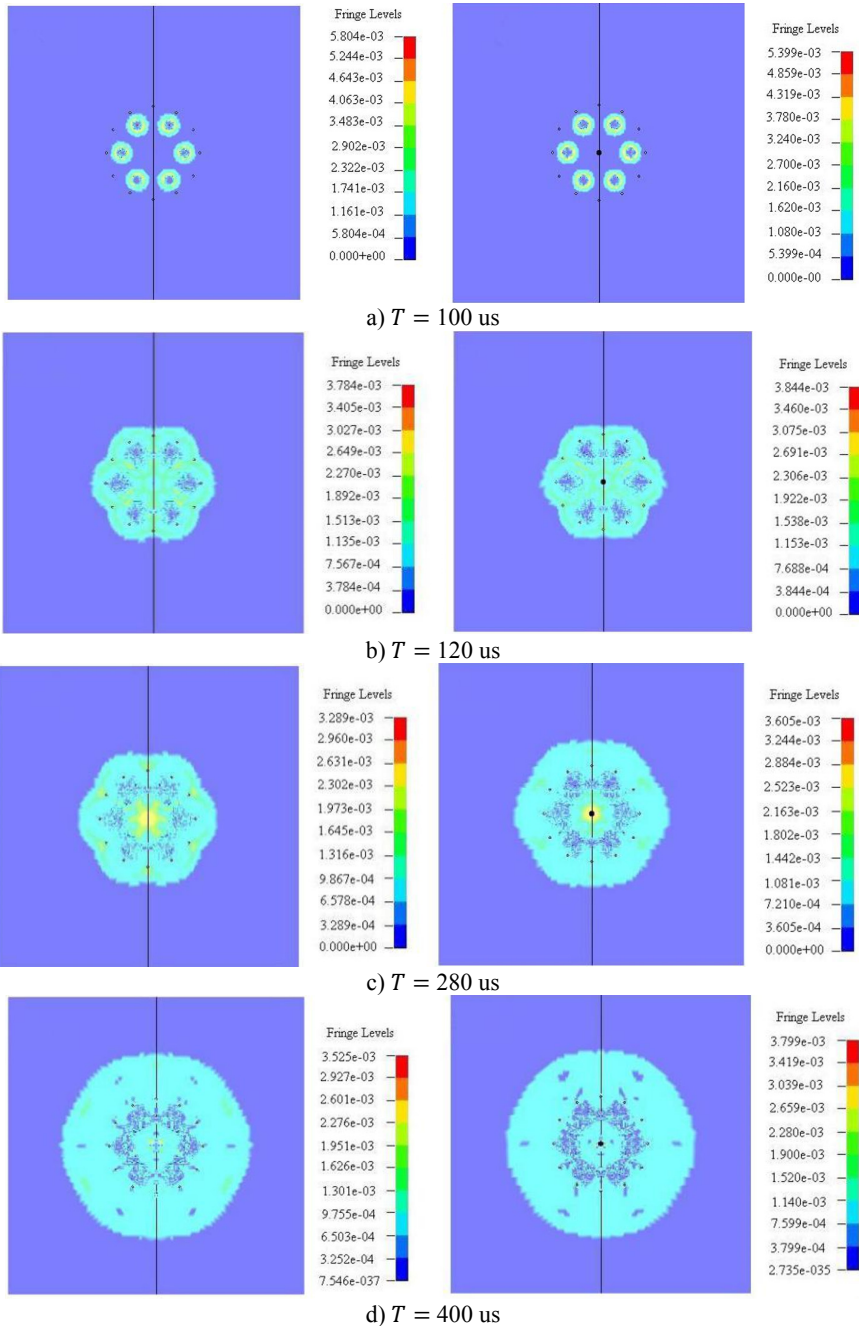 Fringe Levels
5.804e-03
5.244e-03
4.643e-03
4.063e-03
3.483e-03
2.902e-03
2.322e-03
1.741e-03
1.161e-03
5.804e-04
0.000+e00
Fringe Levels
5.399e-03
4.859e-03
4.319e-03
3.780e-03
3.240e-03
2.700e-03
2.160e-03
1.620e-03
1.080e-03
5.399e-04
0.000e-00
a) T = 100 us
Fringe Levels
3.784e-03
3.405e-03
3.027e-03
2.649e-03
2.270e-03
1.892e-03
1.513e-03
1.135e-03
7.567e-04
3.784e-04
0.000e+00
Fringe Levels
3.844e-03
3.460e-03
3.075e-03
2.691e-03
2.306e-03
1.922e-03
1.538e-03
1.153e-03
7.688e-04
3.844e-04
0.000e+00
b) T = 120 us
Fringe Levels
3.289e-03
2.960e-03
2.631e-03
2.302e-03
1.973e-03
1.645e-03
1.316e-03
9.867e-04
6.578e-04
3.289e-04
0.000e+00
Fringe Levels
3.605e-03
3.244e-03
2.884e-03
2.523e-03
2.163e-03
1.802e-03
1.442e-03
1.081e-03
7.210e-04
3.605e-04
0.000e+00
c) T = 280 us
Fringe Levels
3.525e-03
2.927e-03
2.601e-03
2.276e-03
1.951e-03
1.626e-03
1.301e-03
9.755e-04
6.503e-04
3.252e-04
7.546e-037
Fringe Levels
3.799e-03
3.419e-03
3.039e-03
2.659e-03
2.280e-03
1.900e-03
1.520e-03
1.140e-03
7.599e-04
3.799e-04
2.735e-035
d) T = 400 us